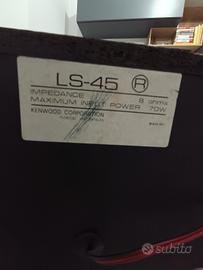 LS-45 R
IMPEDANCE 8 ohms
MAXIMUM INPUT POWER 70W
KENWOOD CORPORATION
subito